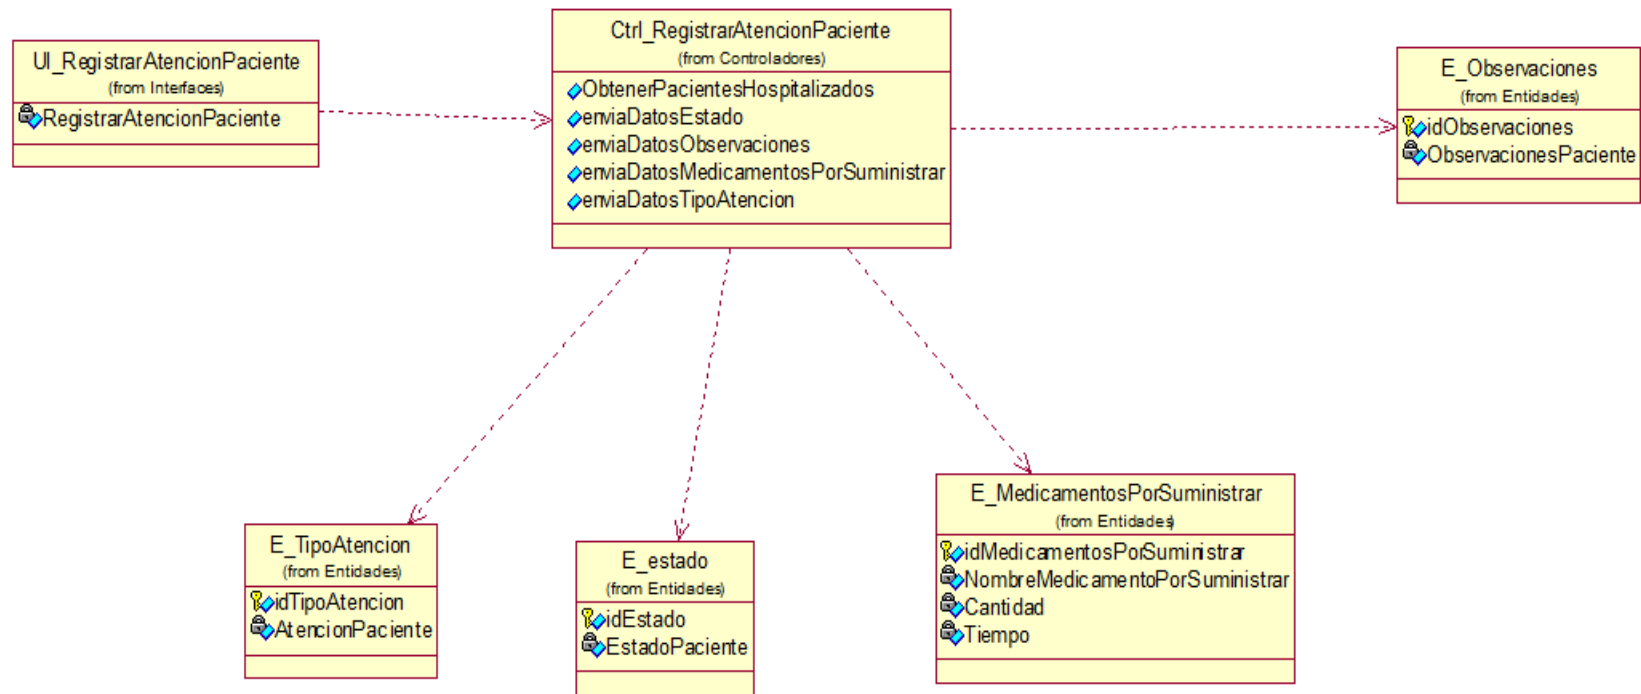 UI_RegistrarAtencionPaciente
(from Interfaces)
RegistrarAtencionPaciente
Ctrl_RegistrarAtencionPaciente
(from Controladores)
ObtenerPacientesHospitalizados
enviaDatosEstado
enviaDatosObservaciones
enviaDatosMedicamentosPorSuministrar
enviaDatosTipoAtencion
E_Observaciones
(from Entidades)
idObservaciones
ObservacionesPaciente
E_TipoAtencion
(from Entidades)
idTipoAtencion
AtencionPaciente
E_estado
(from Entidades)
idEstado
EstadoPaciente
E_MedicamentosPorSuministrar
(from Entidades)
idMedicamentosPorSuministrar
NombreMedicamentoPorSuministrar
Cantidad
Tiempo